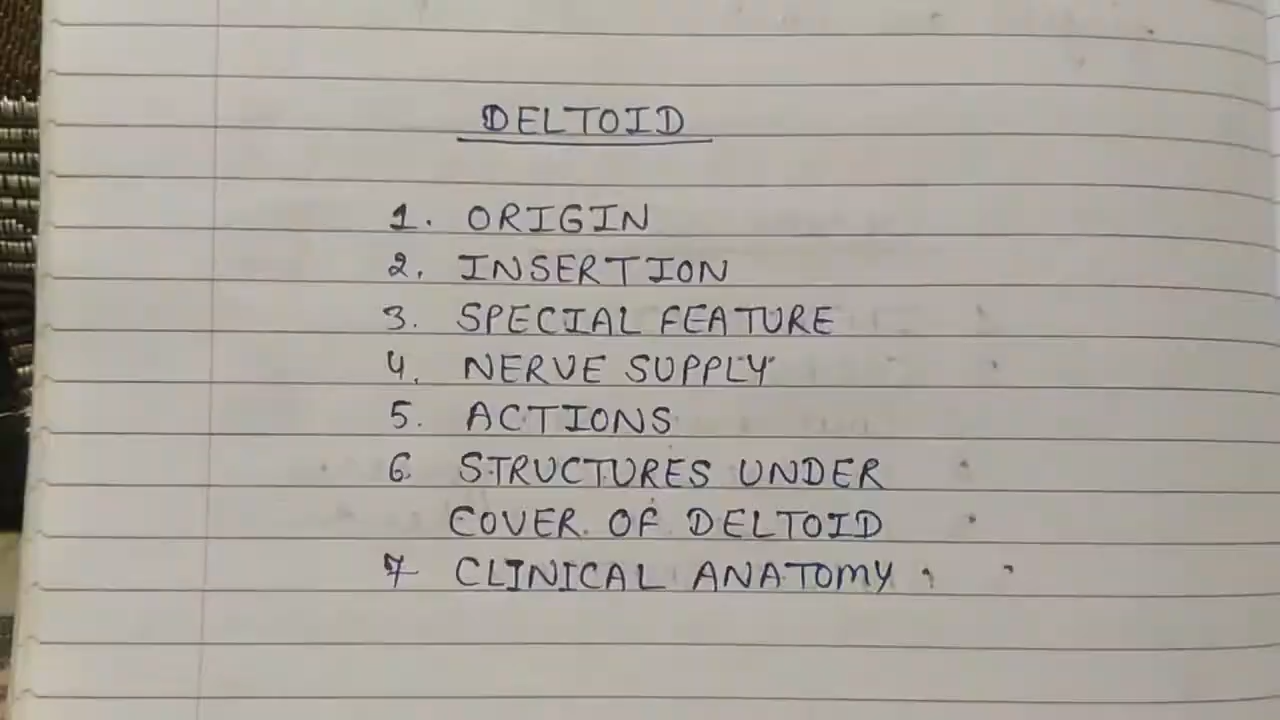 DELTOID
1. ORIGIN
2. INSERTION
3. SPECIAL FEATURE
4. NERVE SUPPLY
5. ACTIONS
6. STRUCTURES UNDER
COVER OF DELTOID
7 CLINICAL ANATOMY